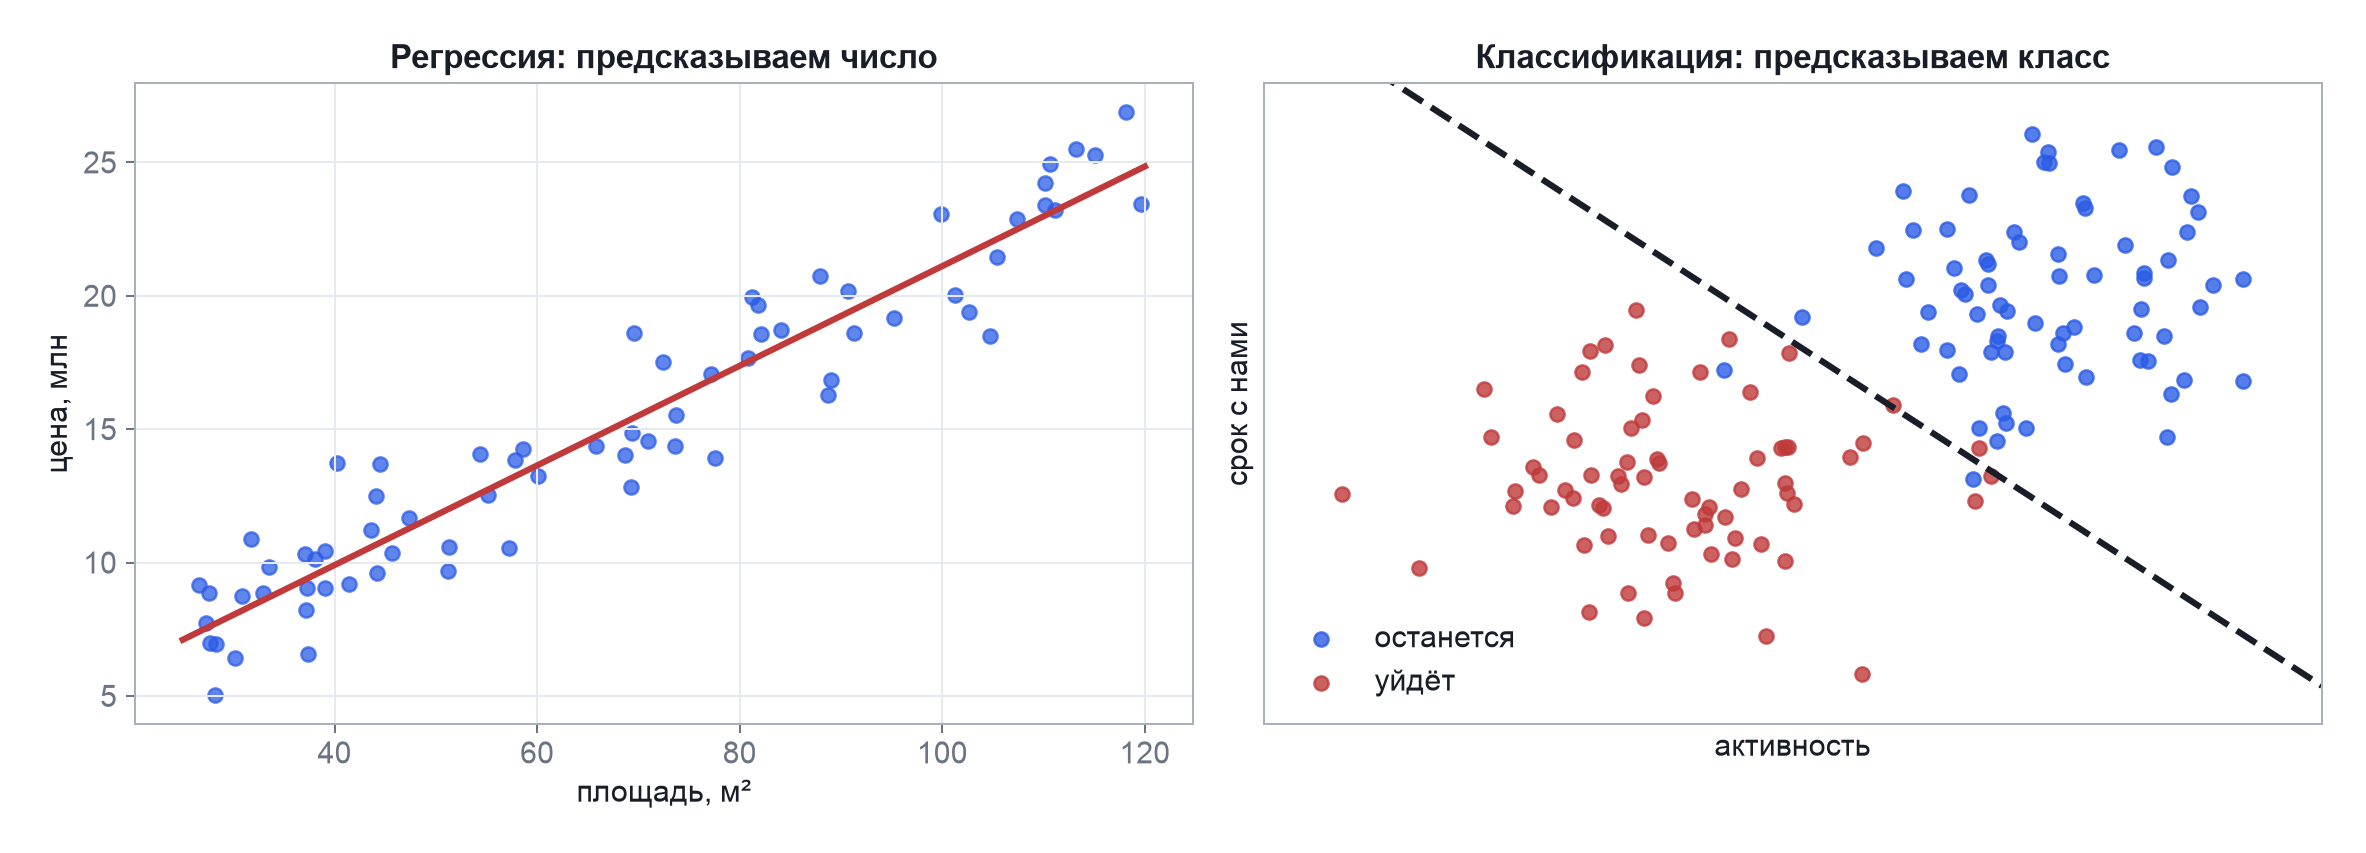 Регрессия: предсказываем число
цена, млн
25
20
15
10
5
40 60 80 100 120
площадь, м²
Классификация: предсказываем класс
срок с нами
останется
уйдёт
активность